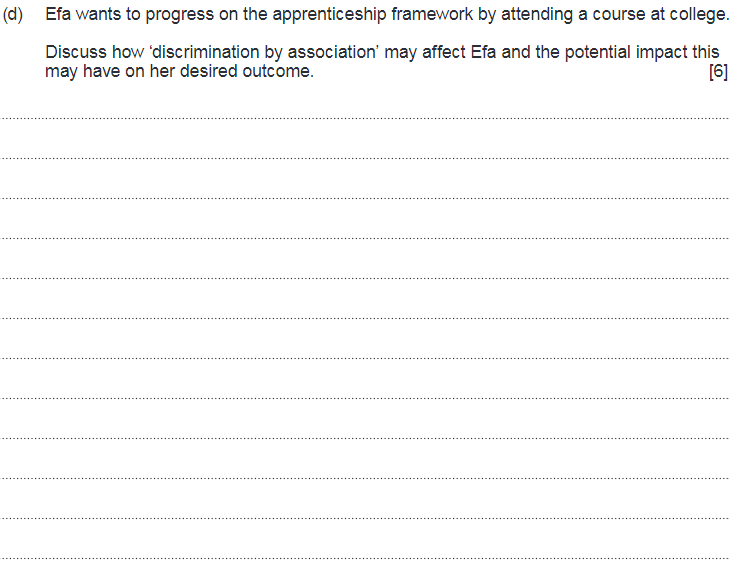 (d) Efa wants to progress on the apprenticeship framework by attending a course at college.
Discuss how ‘discrimination by association’ may affect Efa and the potential impact this
may have on her desired outcome. [6]